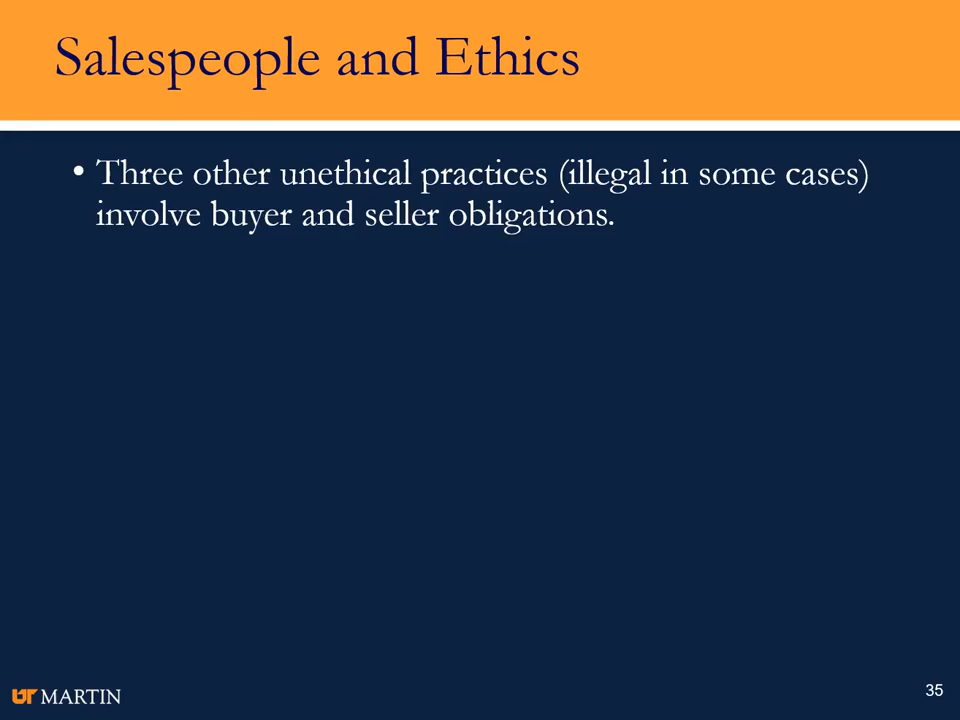 Salespeople and Ethics
• Three other unethical practices (illegal in some cases)
involve buyer and seller obligations.
UT MARTIN
35